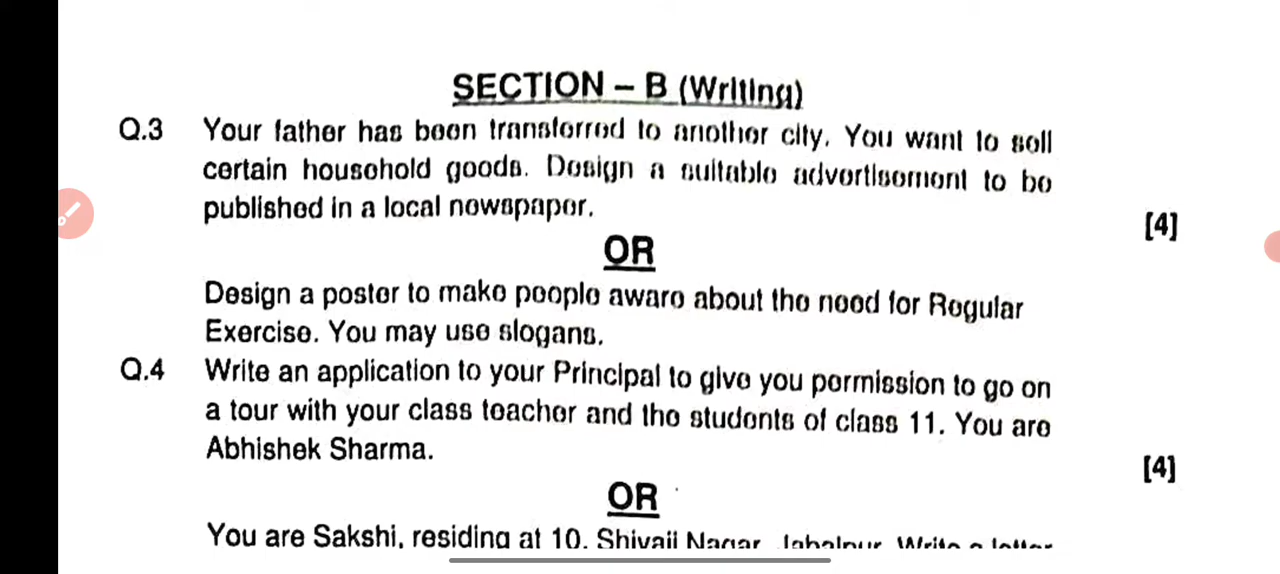 SECTION – B (Writing)
Q.3 Your father has been transferred to another city. You want to sell
certain household goods. Design a suitable advertisement to be
published in a local newspaper. [4]
OR
Design a poster to make people aware about the need for Regular
Exercise. You may use slogans.
Q.4 Write an application to your Principal to give you permission to go on
a tour with your class teacher and the students of class 11. You are
Abhishek Sharma. [4]
OR
You are Sakshi, residing at 10, Shivaji Nagar, Jabalpur. Write a letter